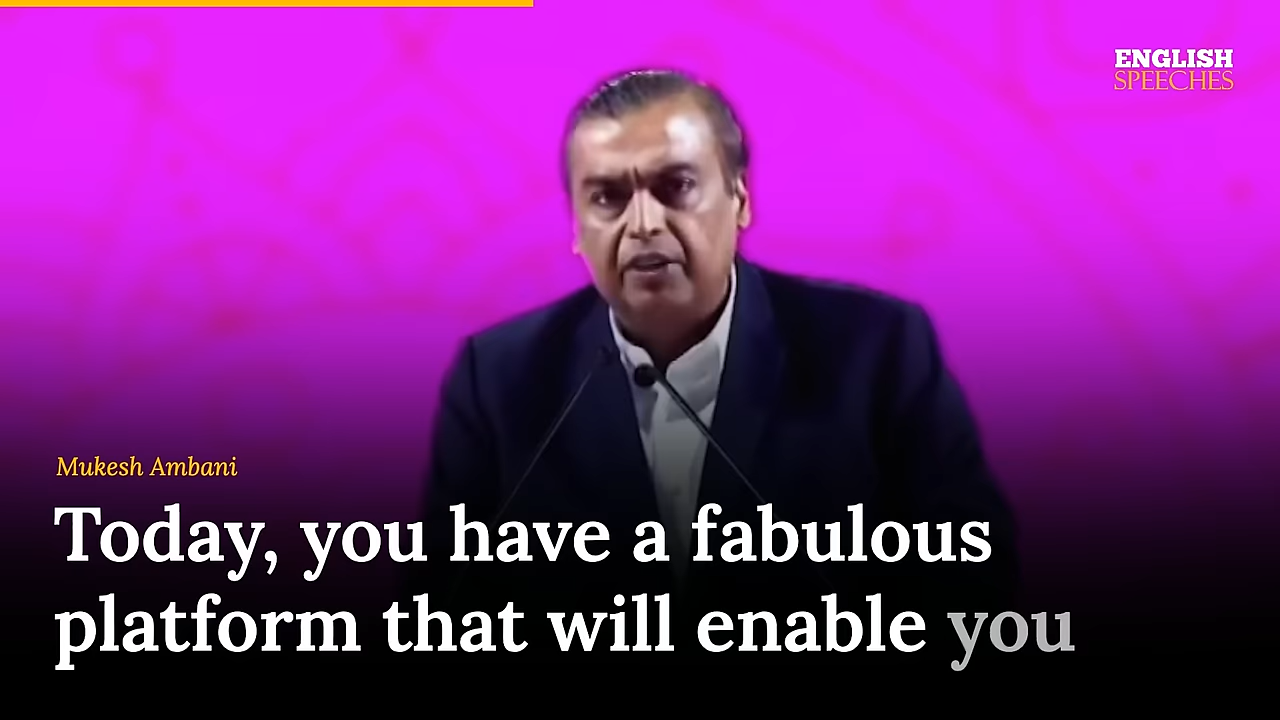 ENGLISH
SPEECHES
Mukesh Ambani
Today, you have a fabulous
platform that will enable you